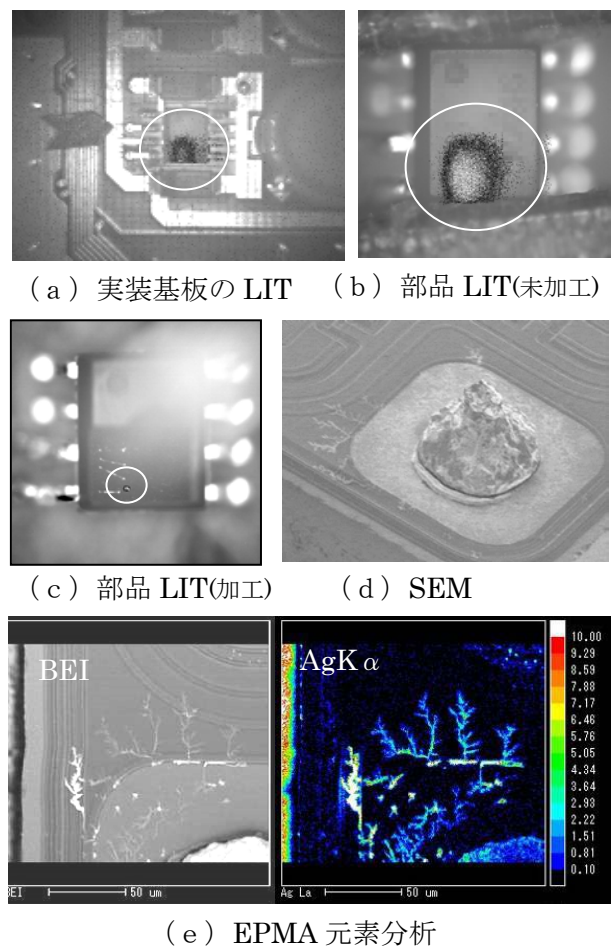 （a）実装基板の LIT
（b）部品 LIT(未加工)
（c）部品 LIT(加工)
（d）SEM
BEI
AgKα
10.00
9.29
8.59
7.88
7.17
6.46
5.76
5.05
4.34
3.64
2.93
2.22
1.51
0.81
0.10
BEI 50 um
Ag La 50 um
（e）EPMA 元素分析